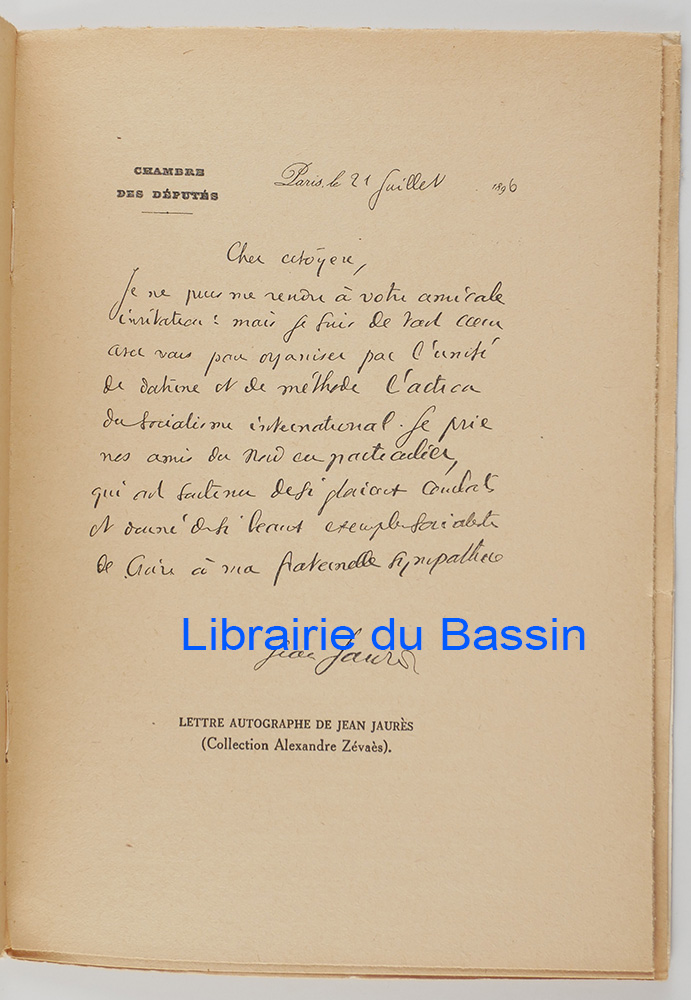 CHAMBRE
DES DÉPUTÉS
Paris, le 21 Juillet 1896
Cher citoyen,
Je ne puis me rendre à votre amicale
invitation : mais je suis de tout cœur
avec vous pour organiser par l'unité
de doctrine et de méthode l'action
du socialisme international. Je prie
nos amis du Nord en particulier,
qui ont soutenu de si glorieux combats
et donné de si beaux exemples socialistes
de croire à ma fraternelle sympathie
Jean Jaurès
Librairie du Bassin
LETTRE AUTOGRAPHE DE JEAN JAURÈS
(Collection Alexandre Zévaès).